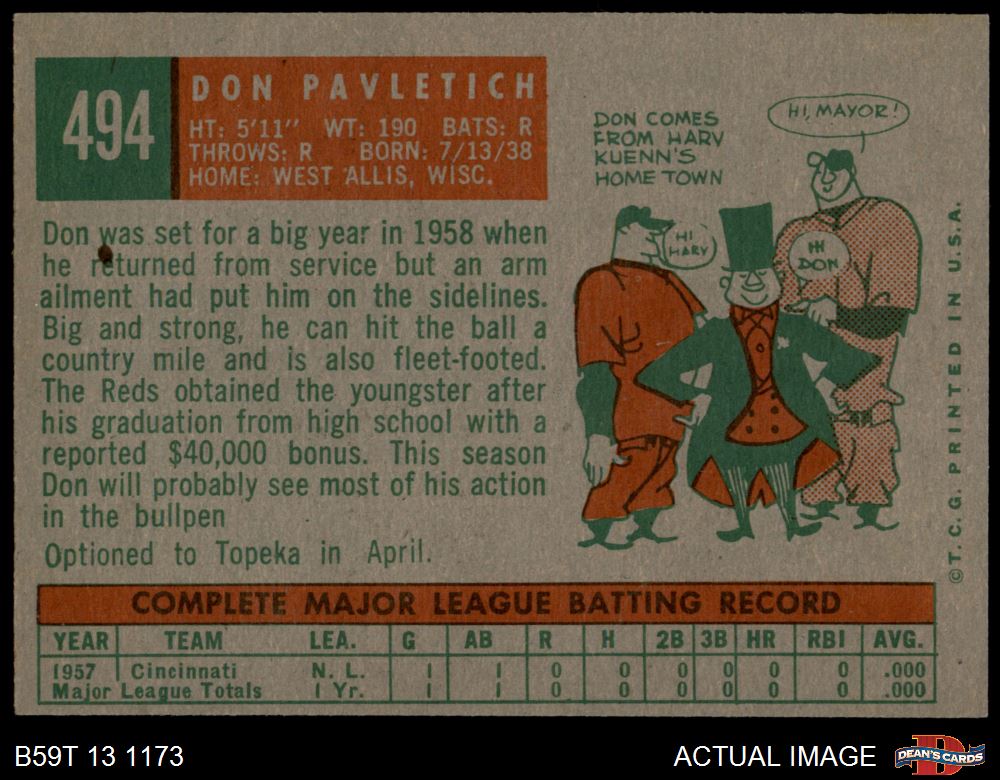 494
DON PAVLETICH
HT: 5'11" WT: 190 BATS: R
THROWS: R BORN: 7/13/38
HOME: WEST ALLIS, WISC.
Don was set for a big year in 1958 when
he returned from service but an arm
ailment had put him on the sidelines.
Big and strong, he can hit the ball a
country mile and is also fleet-footed.
The Reds obtained the youngster after
his graduation from high school with a
reported $40,000 bonus. This season
Don will probably see most of his action
in the bullpen
Optioned to Topeka in April.
DON COMES
FROM HARV
KUENN'S
HOME TOWN
HI, MAYOR!
HI
HARV
HI
DON
©T.C.G. PRINTED IN U.S.A.
COMPLETE MAJOR LEAGUE BATTING RECORD
YEAR TEAM LEA. G AB R H 2B 3B HR RBI AVG.
1957 Cincinnati N. L. 1 1 0 0 0 0 0 0 .000
Major League Totals 1 Yr. 1 1 0 0 0 0 0 0 .000
B59T 13 1173
ACTUAL IMAGE
DEAN'S CARDS